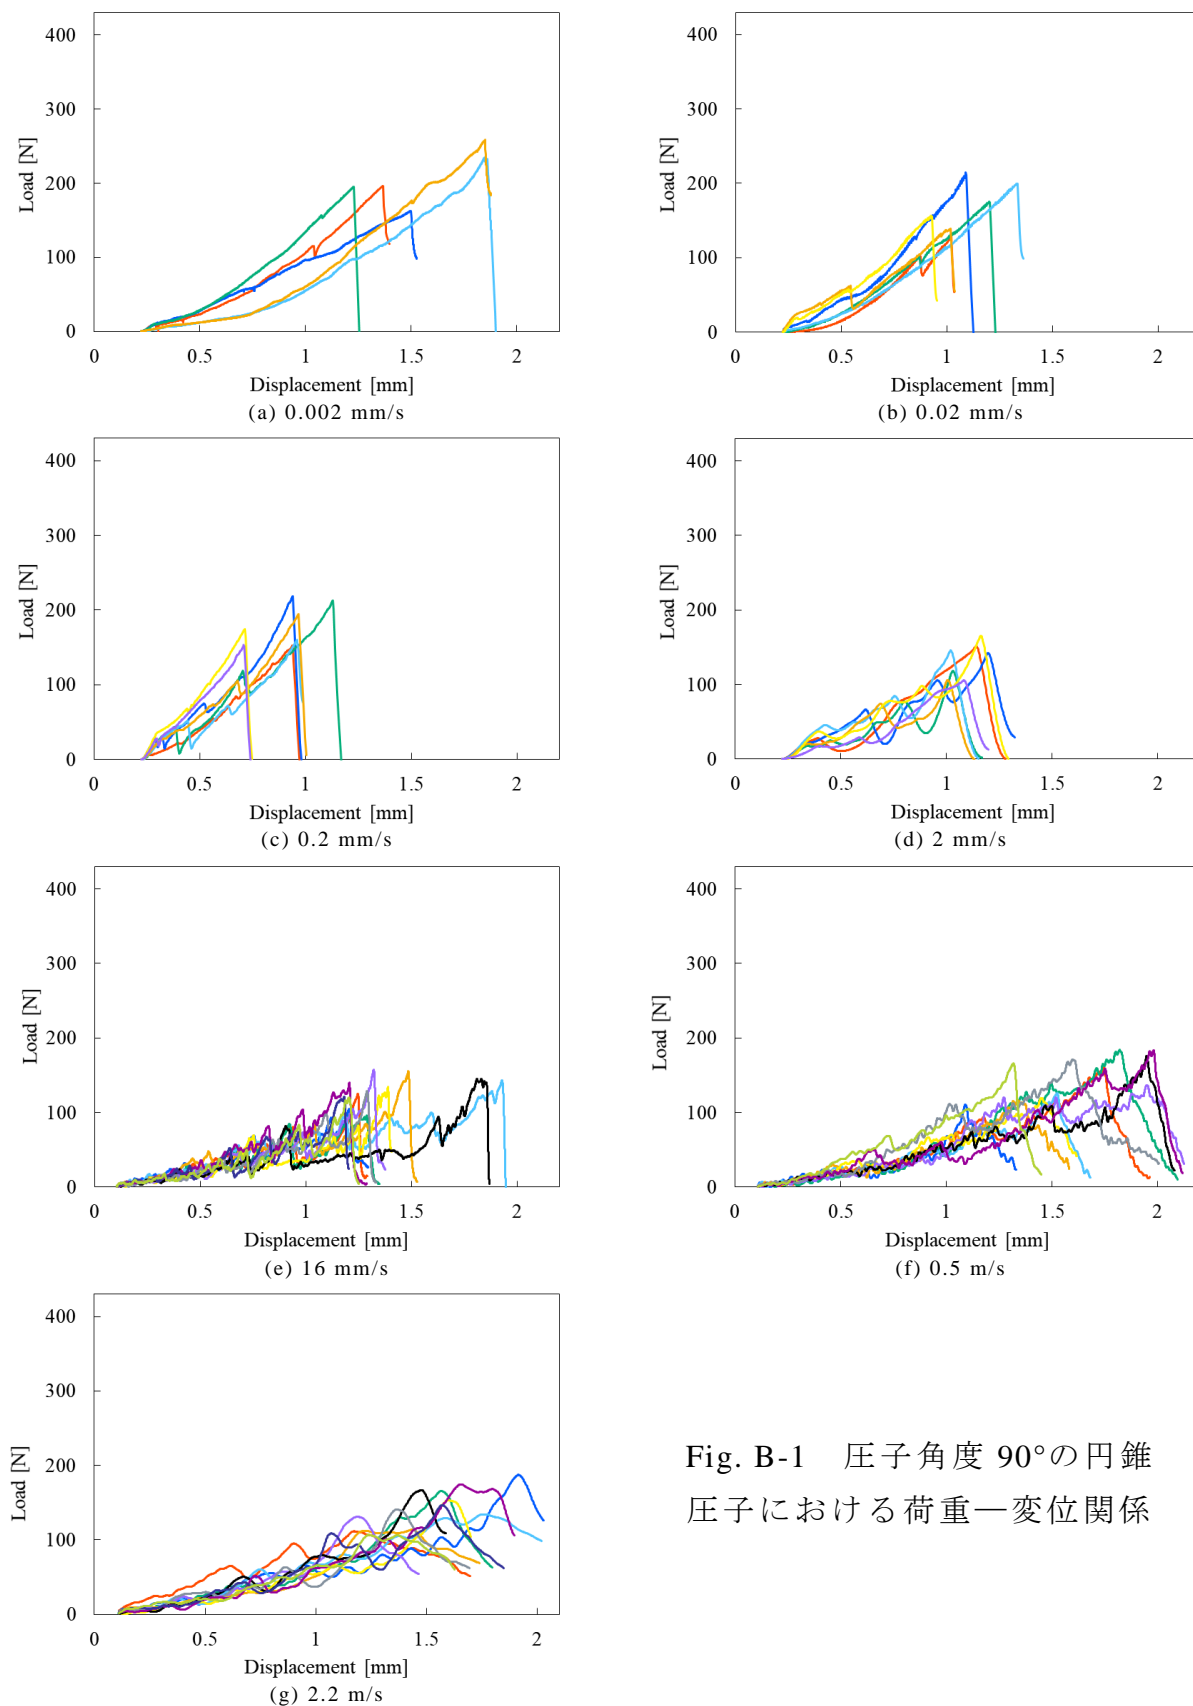 400
300
200
100
0
Load [N]
0 0.5 1 1.5 2
Displacement [mm]
(a) 0.002 mm/s
400
300
200
100
0
Load [N]
0 0.5 1 1.5 2
Displacement [mm]
(b) 0.02 mm/s
400
300
200
100
0
Load [N]
0 0.5 1 1.5 2
Displacement [mm]
(c) 0.2 mm/s
400
300
200
100
0
Load [N]
0 0.5 1 1.5 2
Displacement [mm]
(d) 2 mm/s
400
300
200
100
0
Load [N]
0 0.5 1 1.5 2
Displacement [mm]
(e) 16 mm/s
400
300
200
100
0
Load [N]
0 0.5 1 1.5 2
Displacement [mm]
(f) 0.5 m/s
400
300
200
100
0
Load [N]
0 0.5 1 1.5 2
Displacement [mm]
(g) 2.2 m/s
Fig. B-1 圧子角度 90°の円錐
圧子における荷重―変位関係